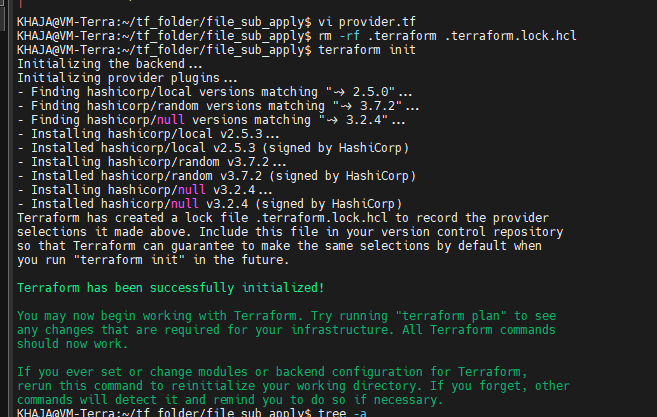 KHAJA@VM-Terra:~/tf_folder/file_sub_apply$ vi provider.tf
KHAJA@VM-Terra:~/tf_folder/file_sub_apply$ rm -rf .terraform .terraform.lock.hcl
KHAJA@VM-Terra:~/tf_folder/file_sub_apply$ terraform init
Initializing the backend...
Initializing provider plugins...
- Finding hashicorp/local versions matching "~> 2.5.0"...
- Finding hashicorp/random versions matching "~> 3.7.2"...
- Finding hashicorp/null versions matching "~> 3.2.4"...
- Installing hashicorp/local v2.5.3...
- Installed hashicorp/local v2.5.3 (signed by HashiCorp)
- Installing hashicorp/random v3.7.2...
- Installed hashicorp/random v3.7.2 (signed by HashiCorp)
- Installing hashicorp/null v3.2.4...
- Installed hashicorp/null v3.2.4 (signed by HashiCorp)
Terraform has created a lock file .terraform.lock.hcl to record the provider
selections it made above. Include this file in your version control repository
so that Terraform can guarantee to make the same selections by default when
you run "terraform init" in the future.
Terraform has been successfully initialized!
You may now begin working with Terraform. Try running "terraform plan" to see
any changes that are required for your infrastructure. All Terraform commands
should now work.
If you ever set or change modules or backend configuration for Terraform,
rerun this command to reinitialize your working directory. If you forget, other
commands will detect it and remind you to do so if necessary.
KHAJA@VM-Terra:~/tf_folder/file_sub_apply$ tree -a